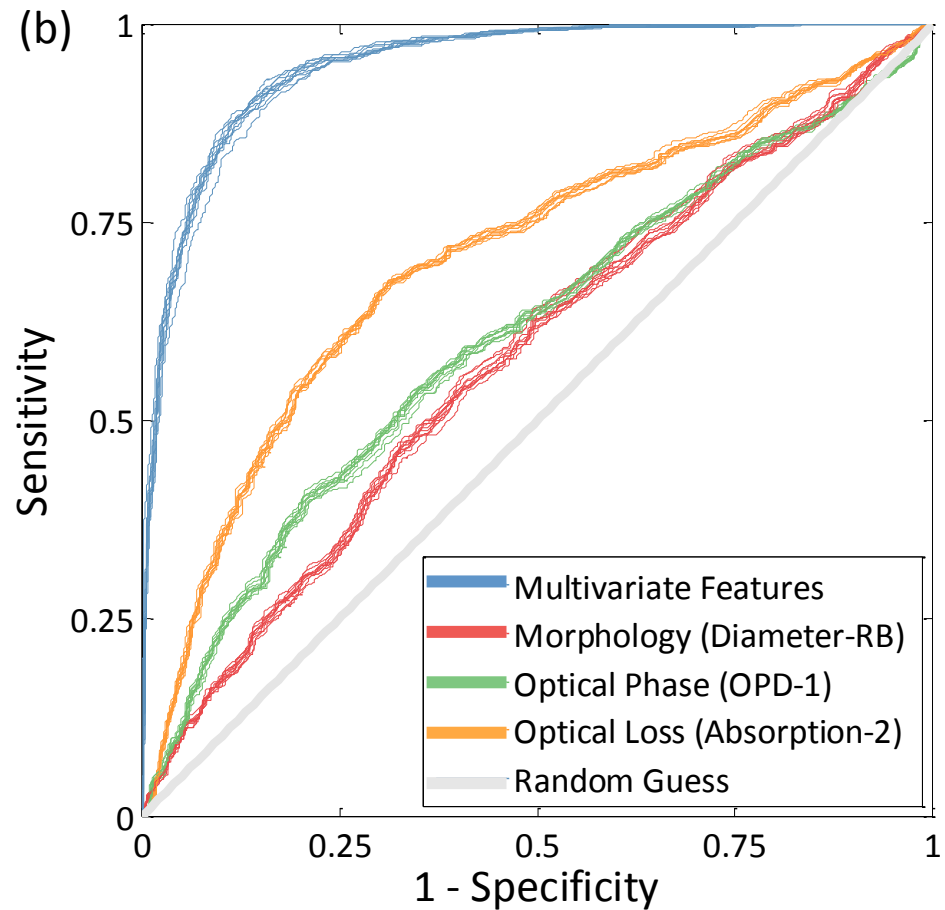 (b)
1
0.75
0.5
0.25
0
Sensitivity
Multivariate Features
Morphology (Diameter-RB)
Optical Phase (OPD-1)
Optical Loss (Absorption-2)
Random Guess
0 0.25 0.5 0.75 1
1 - Specificity